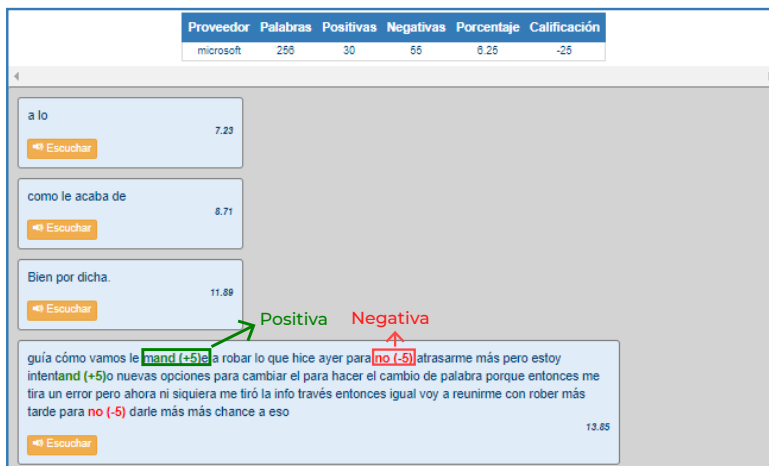 Proveedor Palabras Positivas Negativas Porcentaje Calificación
microsoft 256 30 55 6.25 -25
a lo
7.23
Escuchar
como le acaba de
8.71
Escuchar
Bien por dicha.
11.89
Escuchar
Positiva Negativa
guía cómo vamos le mand (+5)e a robar lo que hice ayer para no (-5) atrasarme más pero estoy
intentand (+5)o nuevas opciones para cambiar el para hacer el cambio de palabra porque entonces me
tira un error pero ahora ni siquiera me tiró la info través entonces igual voy a reunirme con rober más
tarde para no (-5) darle más más chance a eso
13.85
Escuchar